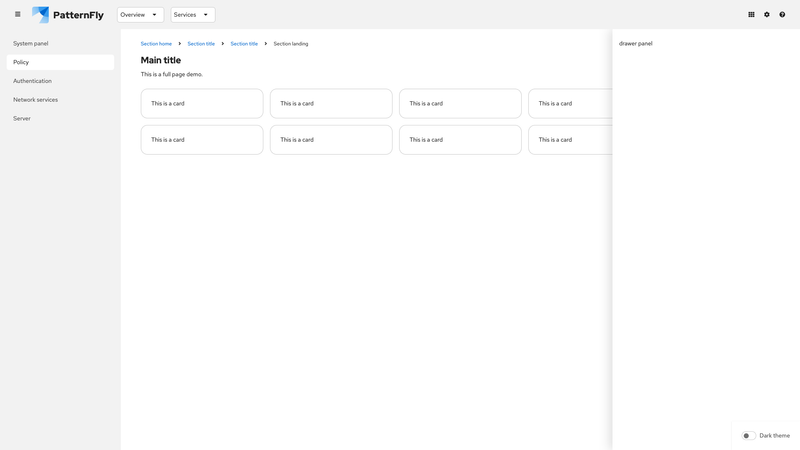 PatternFly
Overview
Services
System panel
Policy
Authentication
Network services
Server
Section home
Section title
Section title
Section landing
Main title
This is a full page demo.
This is a card
This is a card
This is a card
This is a card
This is a card
This is a card
This is a card
This is a card
drawer panel
Dark theme